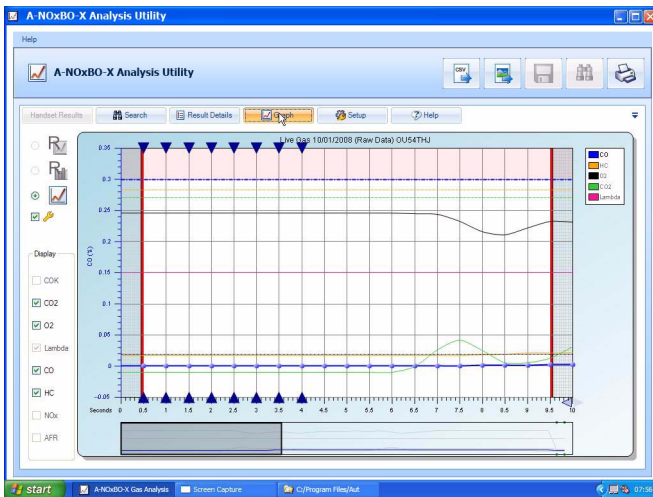 A-NOxBO-X Analysis Utility
Help
A-NOxBO-X Analysis Utility
CSV
Handset Results
Search
Result Details
Graph
Setup
Help
Live Gas 10/01/2008 (Raw Data) OU54THJ
CO
HC
O2
CO2
Lambda
Display
COK
CO2
O2
Lambda
CO
HC
NOx
AFR
CO (%)
0.35
0.3
0.25
0.2
0.15
0.1
0.05
0
-0.05
Seconds 0 0.5 1 1.5 2 2.5 3 3.5 4 4.5 5 5.5 6 6.5 7 7.5 8 8.5 9 9.5 10
start
A-NOxBO-X Gas Analysis
Screen Capture
C:/Program Files/Aut
07:56